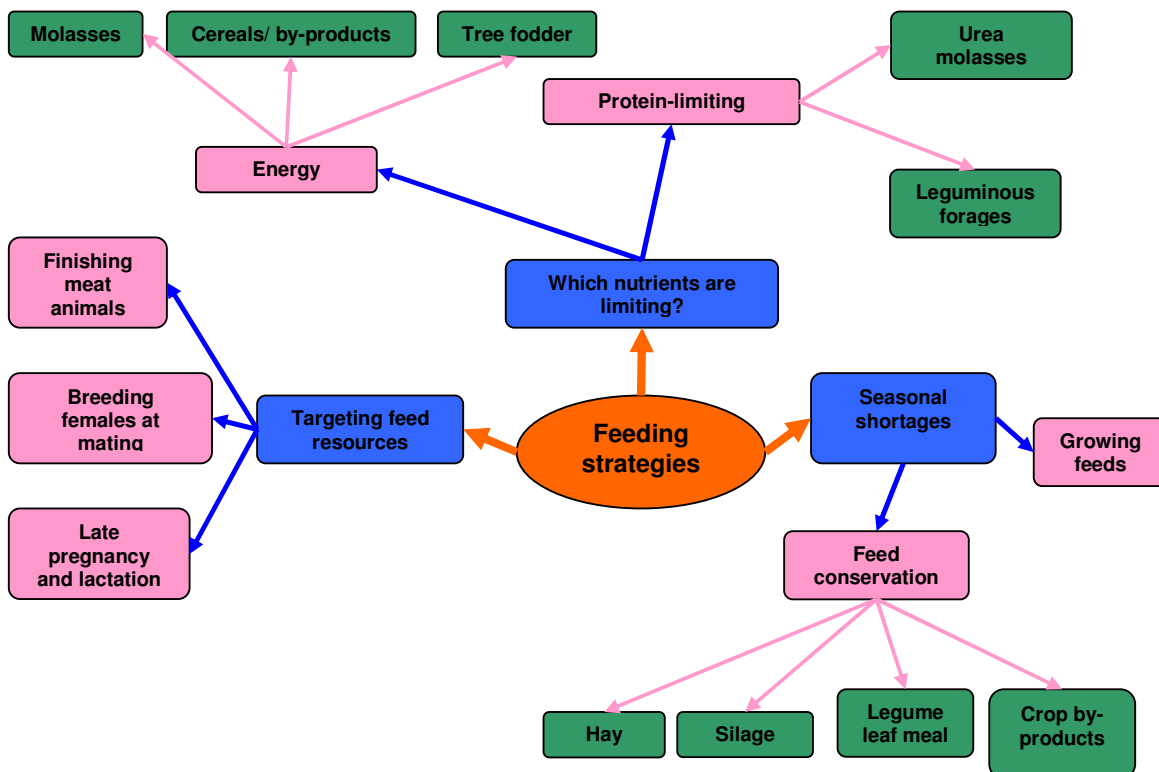 Molasses
Cereals/ by-products
Tree fodder
Urea
molasses
Protein-limiting
Energy
Leguminous
forages
Finishing
meat
animals
Which nutrients are
limiting?
Breeding
females at
mating
Targeting feed
resources
Feeding
strategies
Seasonal
shortages
Growing
feeds
Late
pregnancy
and lactation
Feed
conservation
Hay
Silage
Legume
leaf meal
Crop by-
products